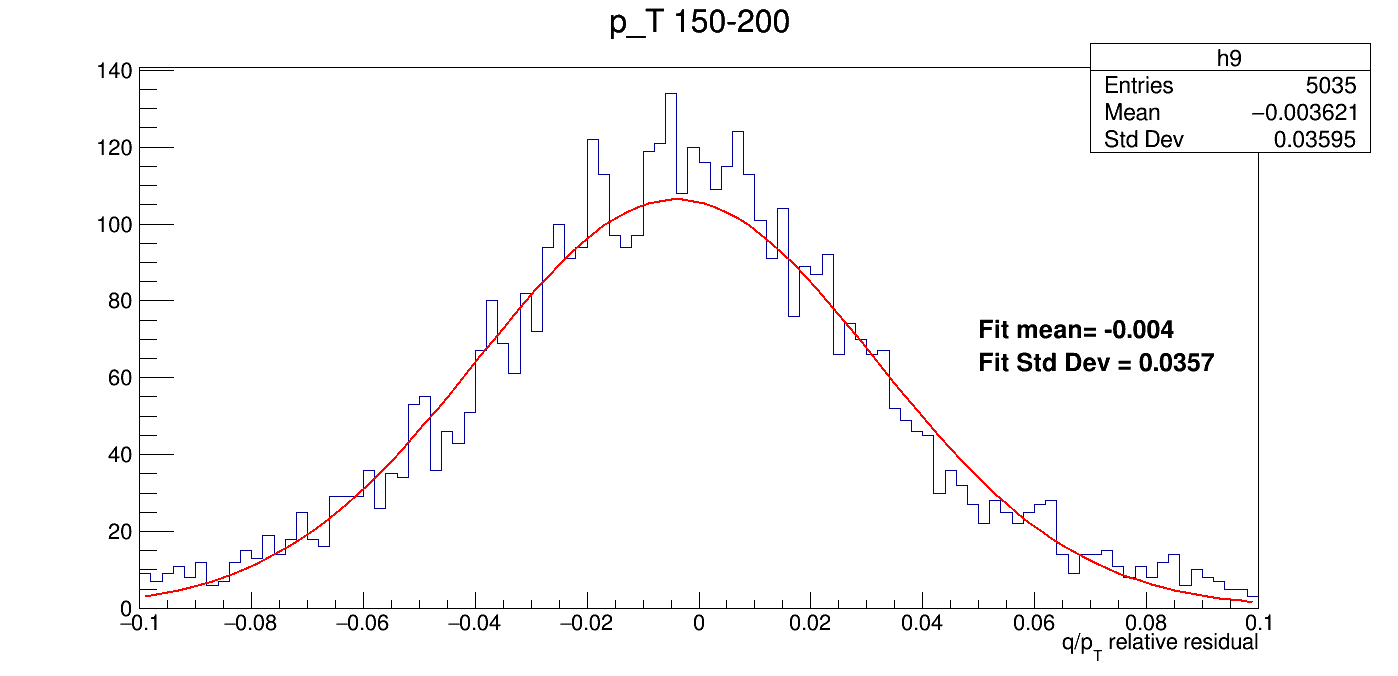 p_T 150-200
h9
Entries 5035
Mean −0.003621
Std Dev 0.03595
140
120
100
80
60
40
20
0
Fit mean= -0.004
Fit Std Dev = 0.0357
−0.1 −0.08 −0.06 −0.04 −0.02 0 0.02 0.04 0.06 0.08 0.1
q/p_T relative residual